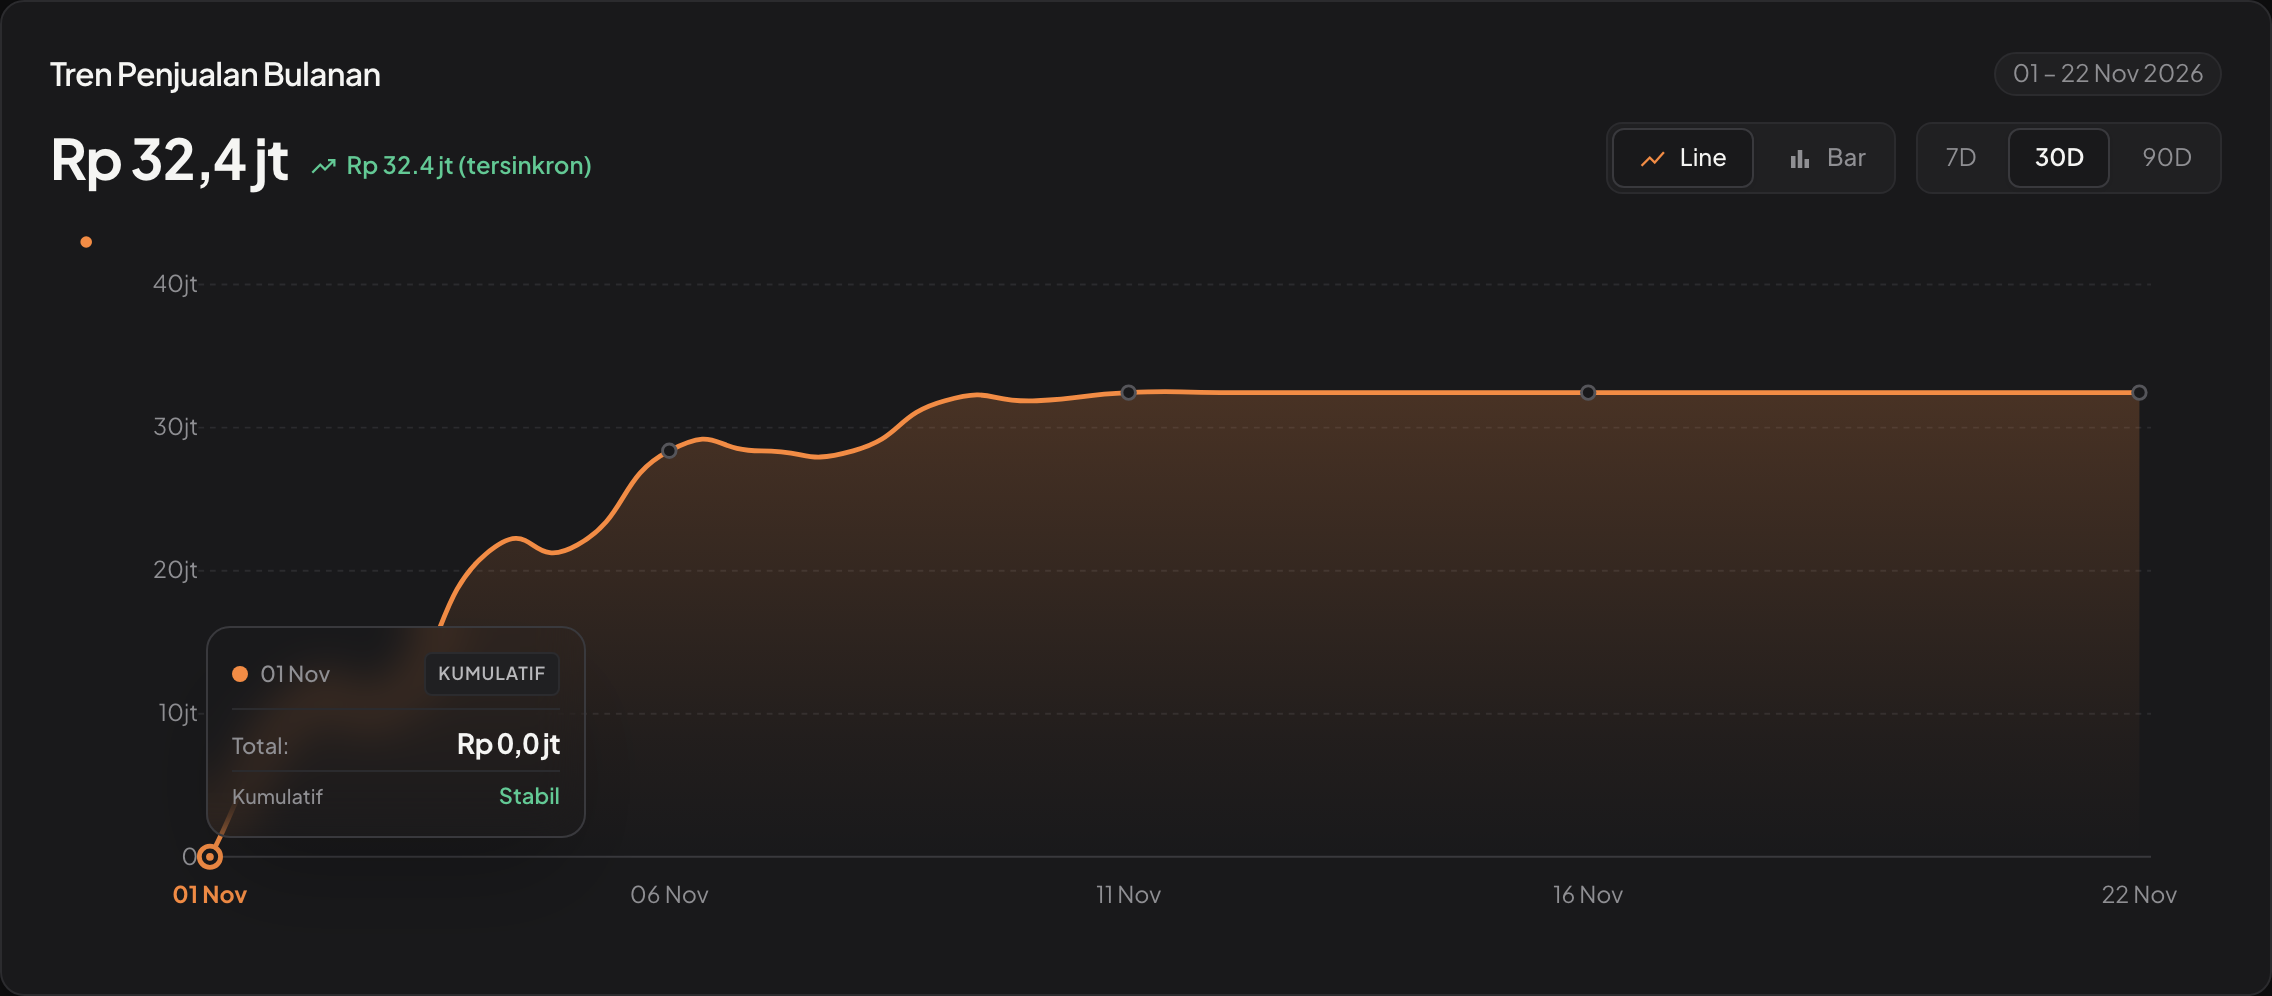 Tren Penjualan Bulanan
01 – 22 Nov 2026
Rp 32,4 jt
Rp 32.4 jt (tersinkron)
Line
Bar
7D
30D
90D
40jt
30jt
20jt
10jt
0
01 Nov
KUMULATIF
Total:
Rp 0,0 jt
Kumulatif
Stabil
01 Nov
06 Nov
11 Nov
16 Nov
22 Nov